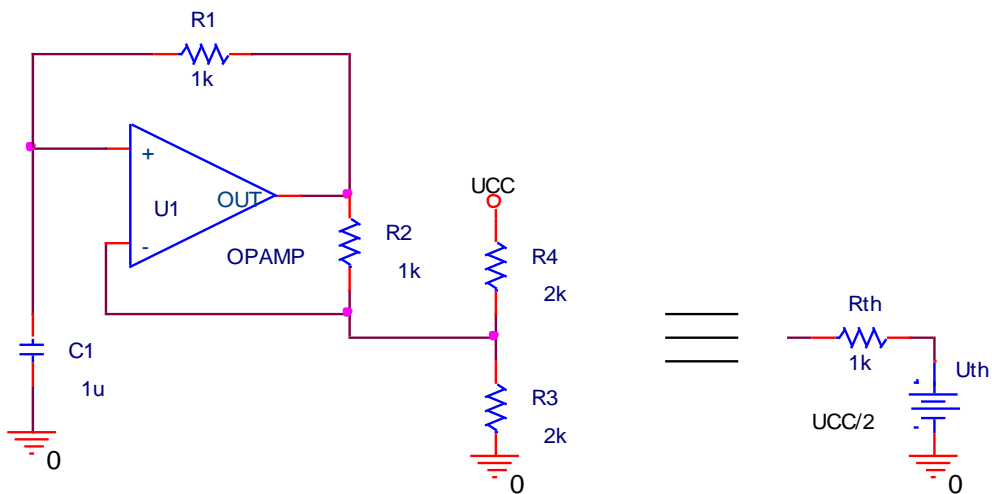 R1
1k
+
U1
OUT
-
OPAMP
R2
1k
UCC
R4
2k
R3
2k
0
C1
1u
0
Rth
1k
Uth
UCC/2
0